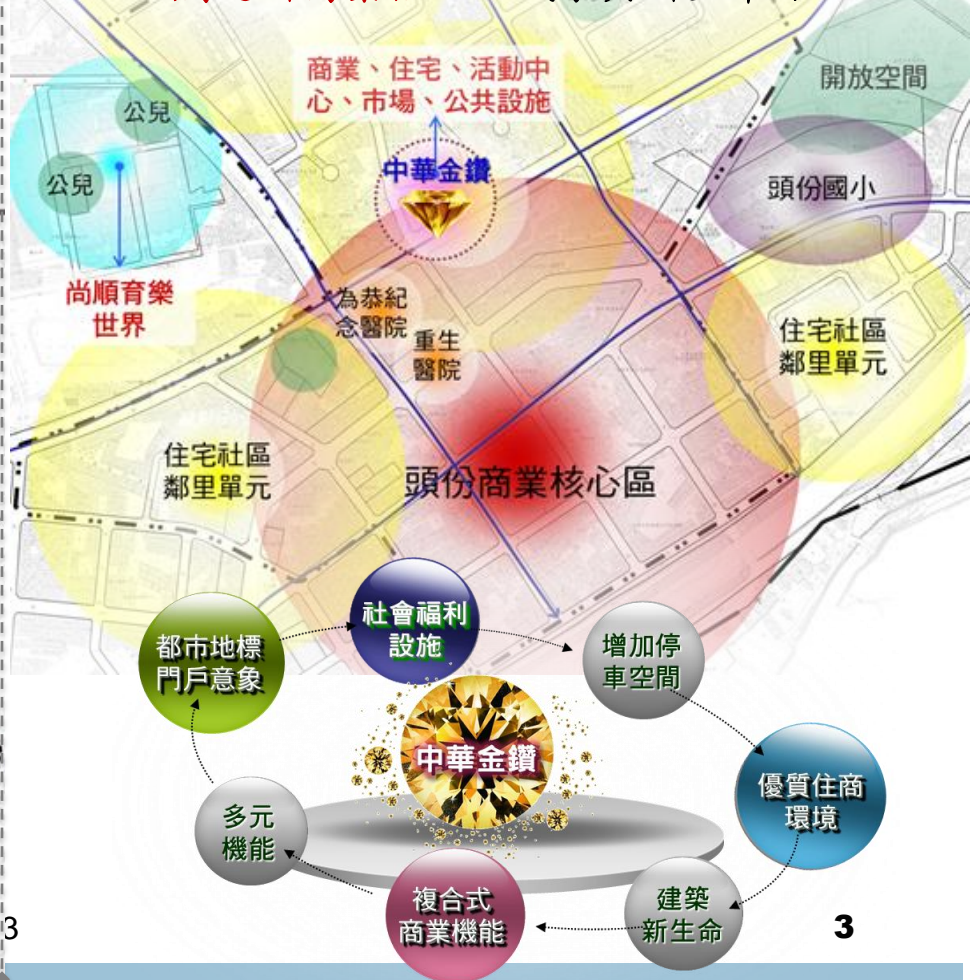 商業、住宅、活動中
心、市場、公共設施
開放空間
公兒
中華金鑽
公兒
頭份國小
尚順育樂
世界
為恭紀
念醫院
重生
醫院
住宅社區
鄰里單元
住宅社區
鄰里單元
頭份商業核心區
社會福利
設施
都市地標
門戶意象
增加停
車空間
中華金鑽
優質住商
環境
多元
機能
複合式
商業機能
建築
新生命
3
3